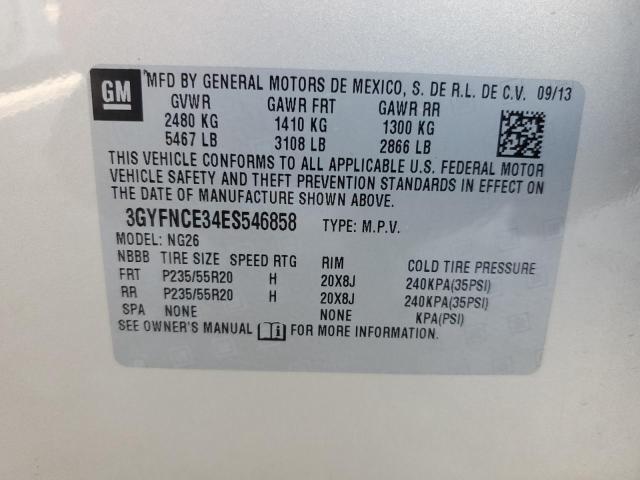 GM
MFD BY GENERAL MOTORS DE MEXICO, S. DE R.L. DE C.V. 09/13
GVWR GAWR FRT GAWR RR
2480 KG 1410 KG 1300 KG
5467 LB 3108 LB 2866 LB
THIS VEHICLE CONFORMS TO ALL APPLICABLE U.S. FEDERAL MOTOR
VEHICLE SAFETY AND THEFT PREVENTION STANDARDS IN EFFECT ON
THE DATE OF MANUFACTURE SHOWN ABOVE.
3GYFNCE34ES546858 TYPE: M.P.V.
MODEL: NG26
NBBB TIRE SIZE SPEED RTG RIM COLD TIRE PRESSURE
FRT P235/55R20 H 20X8J 240KPA(35PSI)
RR P235/55R20 H 20X8J 240KPA(35PSI)
SPA NONE NONE KPA(PSI)
SEE OWNER'S MANUAL FOR MORE INFORMATION.